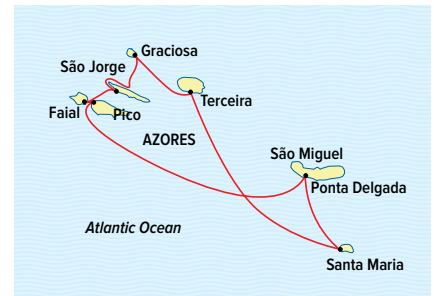 Graciosa
São Jorge
Terceira
Faial
Pico
AZORES
São Miguel
Ponta Delgada
Atlantic Ocean
Santa Maria